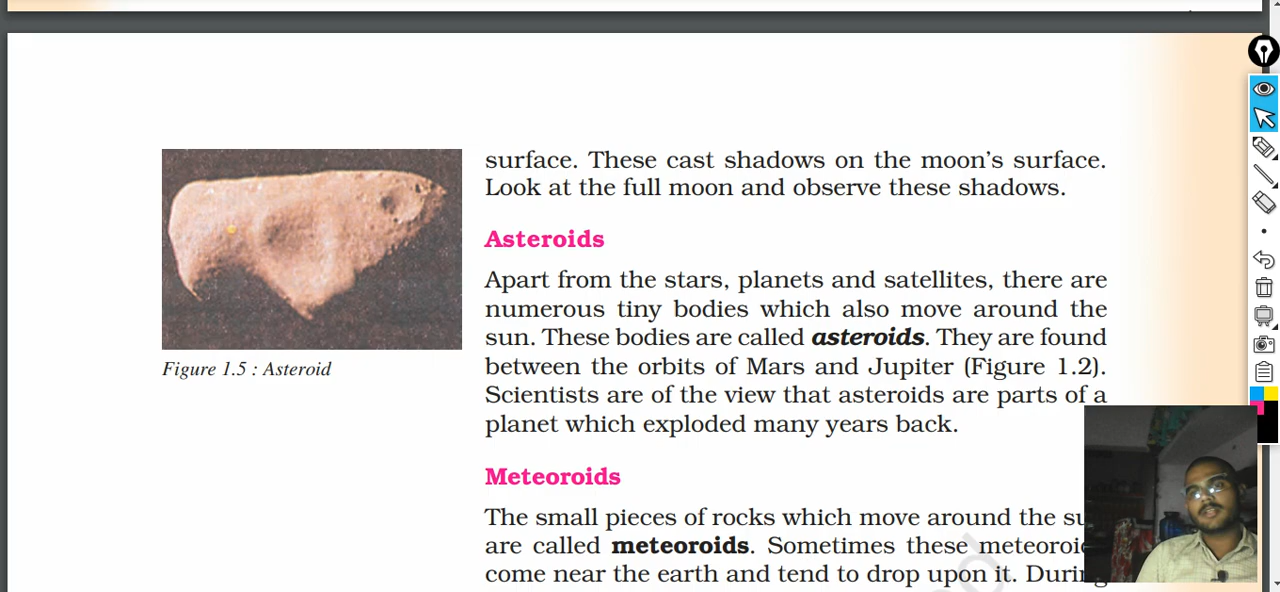 surface. These cast shadows on the moon's surface.
Look at the full moon and observe these shadows.
Asteroids
Apart from the stars, planets and satellites, there are
numerous tiny bodies which also move around the
sun. These bodies are called asteroids. They are found
between the orbits of Mars and Jupiter (Figure 1.2).
Scientists are of the view that asteroids are parts of a
planet which exploded many years back.
Figure 1.5 : Asteroid
Meteoroids
The small pieces of rocks which move around the
are called meteoroids. Sometimes these
come near the earth and tend to drop upon it.